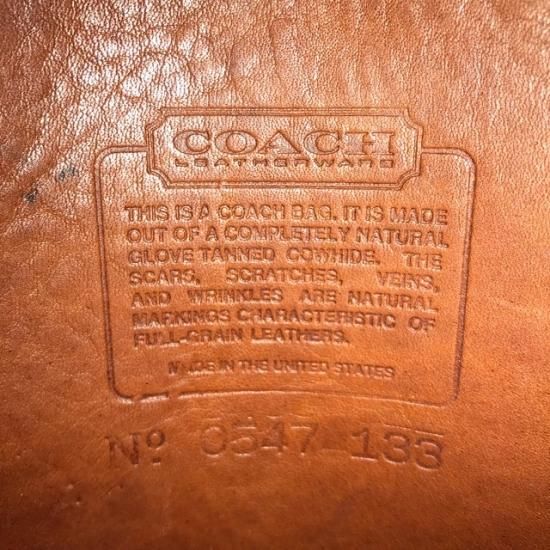 COACH
LEATHERWARE
THIS IS A COACH BAG. IT IS MADE
OUT OF A COMPLETELY NATURAL
GLOVE TANNED COWHIDE. THE
SCARS, SCRATCHES, VEINS,
AND WRINKLES ARE NATURAL
MARKINGS CHARACTERISTIC OF
FULL-GRAIN LEATHERS.
MADE IN THE UNITED STATES
Nº 0547 133